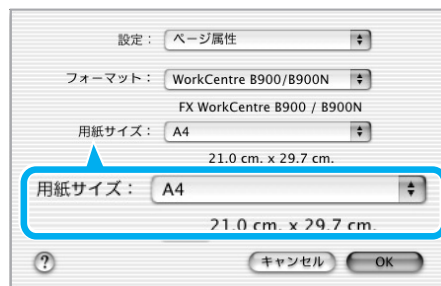 設定： ページ属性
フォーマット： WorkCentre B900/B900N
FX WorkCentre B900 / B900N
用紙サイズ： A4
21.0 cm. x 29.7 cm.
用紙サイズ： A4
21.0 cm. x 29.7 cm.
? キャンセル OK